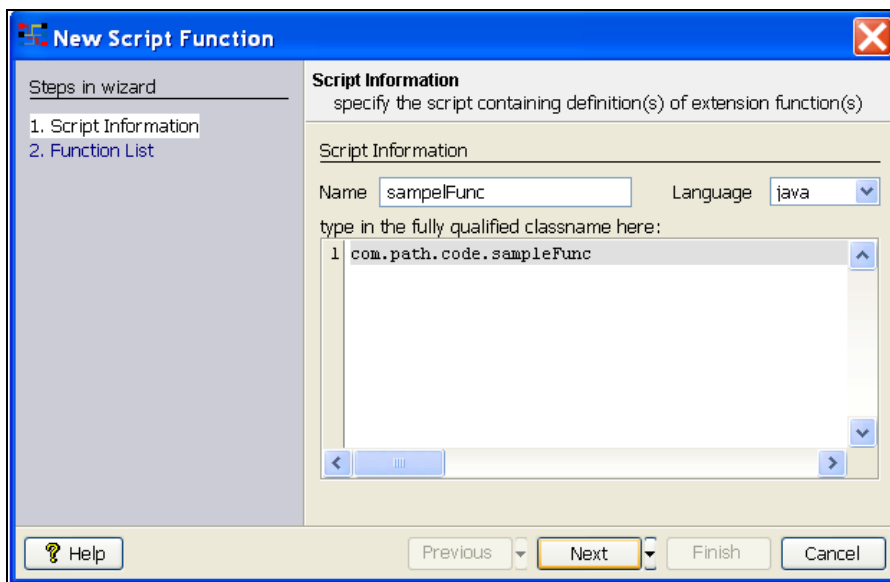 New Script Function
Steps in wizard
1. Script Information
2. Function List
Script Information
specify the script containing definition(s) of extension function(s)
Script Information
Name sampelFunc Language java
type in the fully qualified classname here:
1 com.path.code.sampleFunc
Help Previous Next Finish Cancel